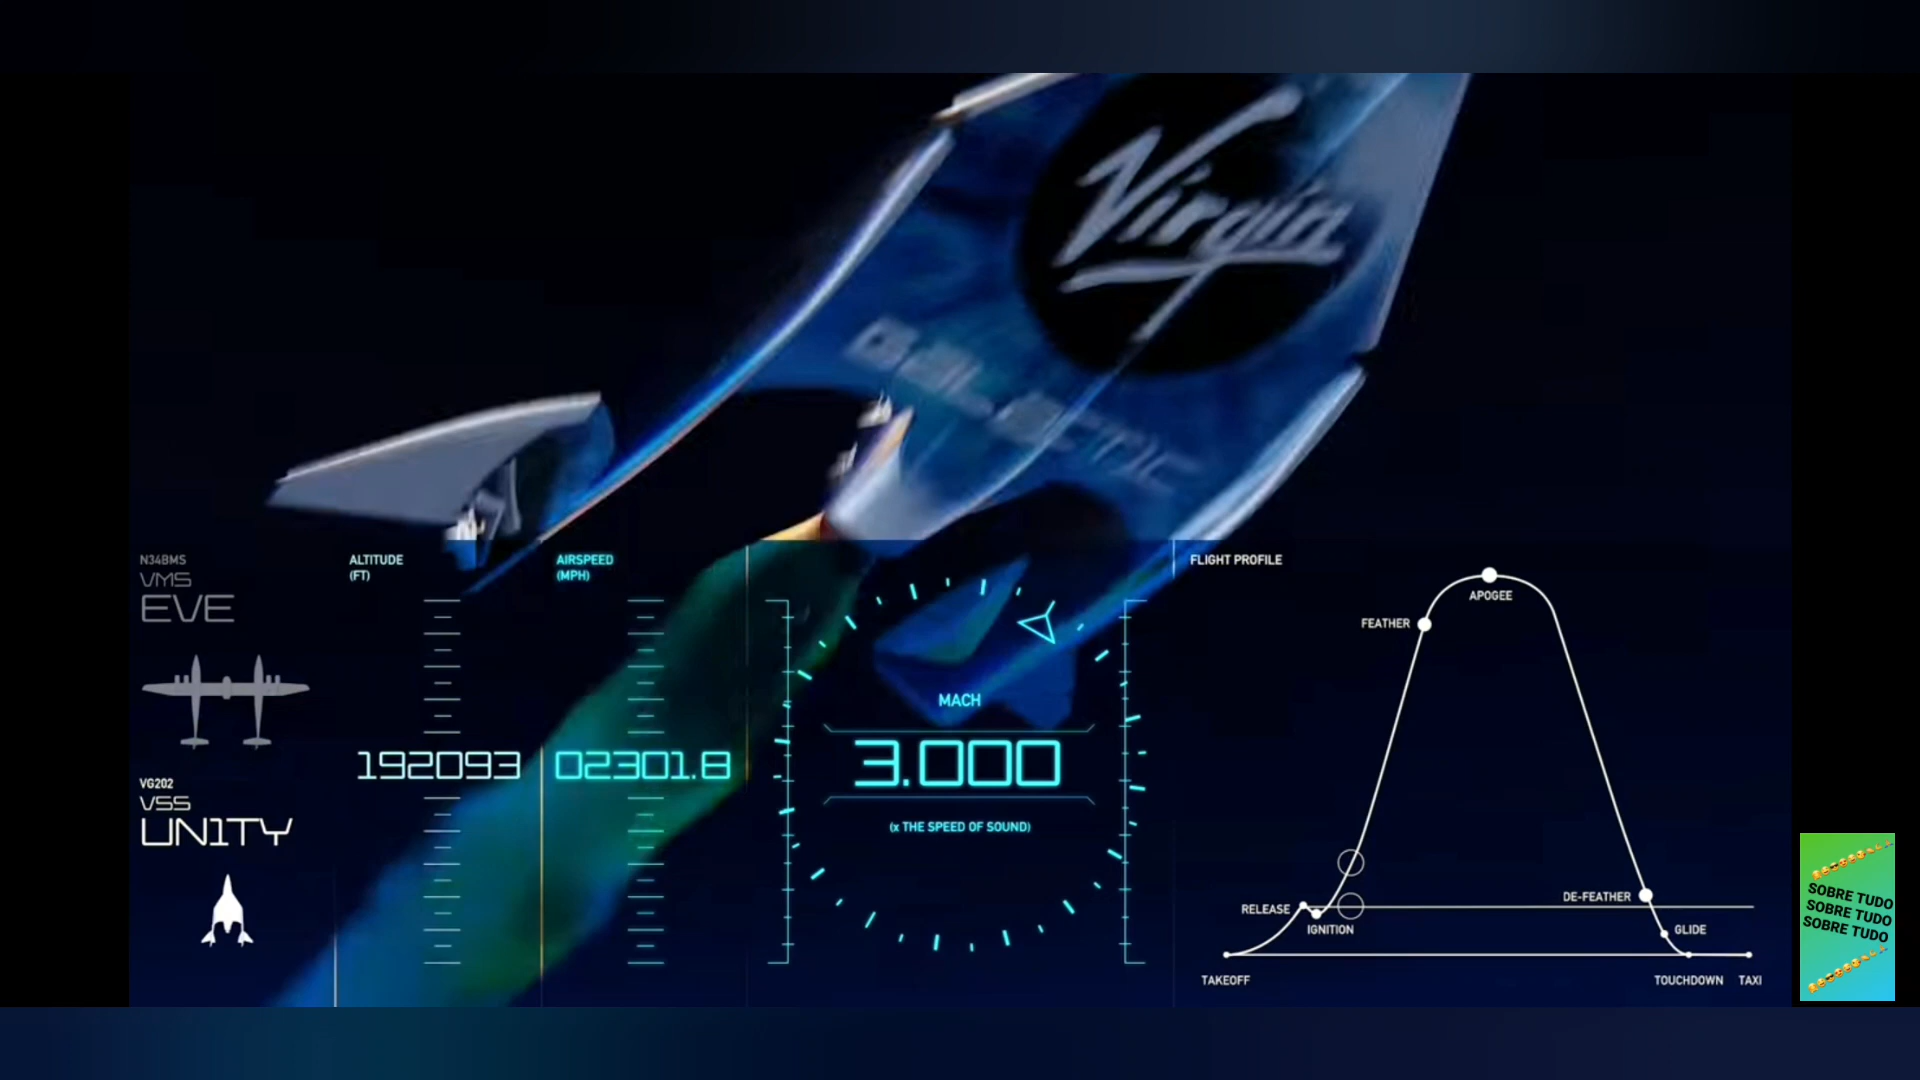 Virgin
GALACTIC
N348MS
VMS
EVE
VG202
VSS
UN1TY
ALTITUDE
(FT)
192093
AIRSPEED
(MPH)
02301.8
MACH
3.000
(x THE SPEED OF SOUND)
FLIGHT PROFILE
APOGEE
FEATHER
RELEASE
IGNITION
DE-FEATHER
GLIDE
TAKEOFF
TOUCHDOWN
TAXI
SOBRE TUDO
SOBRE TUDO
SOBRE TUDO